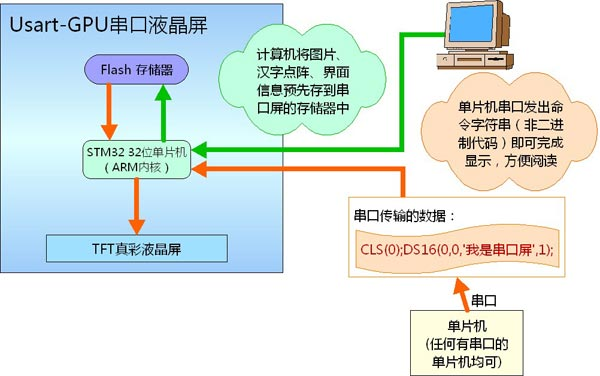 Usart-GPU串口液晶屏
Flash 存储器
STM32 32位单片机
（ARM内核）
TFT真彩液晶屏
计算机将图片、
汉字点阵、界面
信息预先存到串
口屏的存储器中
单片机串口发出命
令字符串（非二进
制代码）即可完成
显示，方便阅读
串口传输的数据：
CLS(0);DS16(0,0,'我是串口屏',1);
串口
单片机
(任何有串口的
单片机均可)